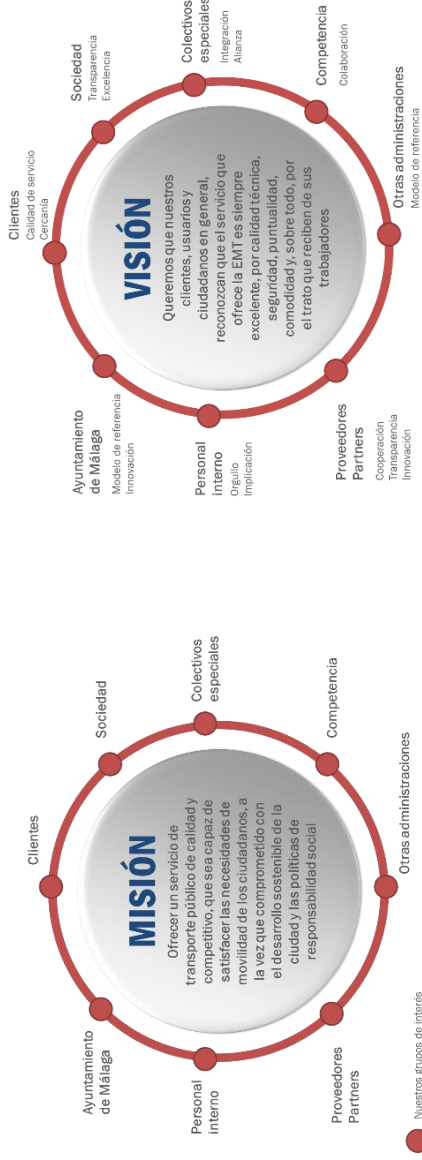 MISIÓN
Ofrecer un servicio de
transporte público de calidad y
competitivo, que sea capaz de
satisfacer las necesidades de
movilidad de los ciudadanos, a
la vez que comprometido con
el desarrollo sostenible de la
ciudad y las políticas de
responsabilidad social
Clientes
Sociedad
Colectivos
especiales
Competencia
Otras administraciones
Proveedores
Partners
Personal
interno
Ayuntamiento
de Málaga
Nuestros grupos de interés
VISIÓN
Queremos que nuestros
clientes, usuarios y
ciudadanos en general,
reconozcan que el servicio que
ofrece la EMT es siempre
excelente, por calidad técnica,
seguridad, puntualidad,
comodidad y, sobre todo, por
el trato que reciben de sus
trabajadores
Clientes
Calidad de servicio
Cercanía
Sociedad
Transparencia
Excelencia
Colectivos
especiales
Integración
Alianza
Competencia
Colaboración
Otras administraciones
Modelo de referencia
Proveedores
Partners
Cooperación
Transparencia
Innovación
Personal
interno
Orgullo
Implicación
Ayuntamiento
de Málaga
Modelo de referencia
Innovación